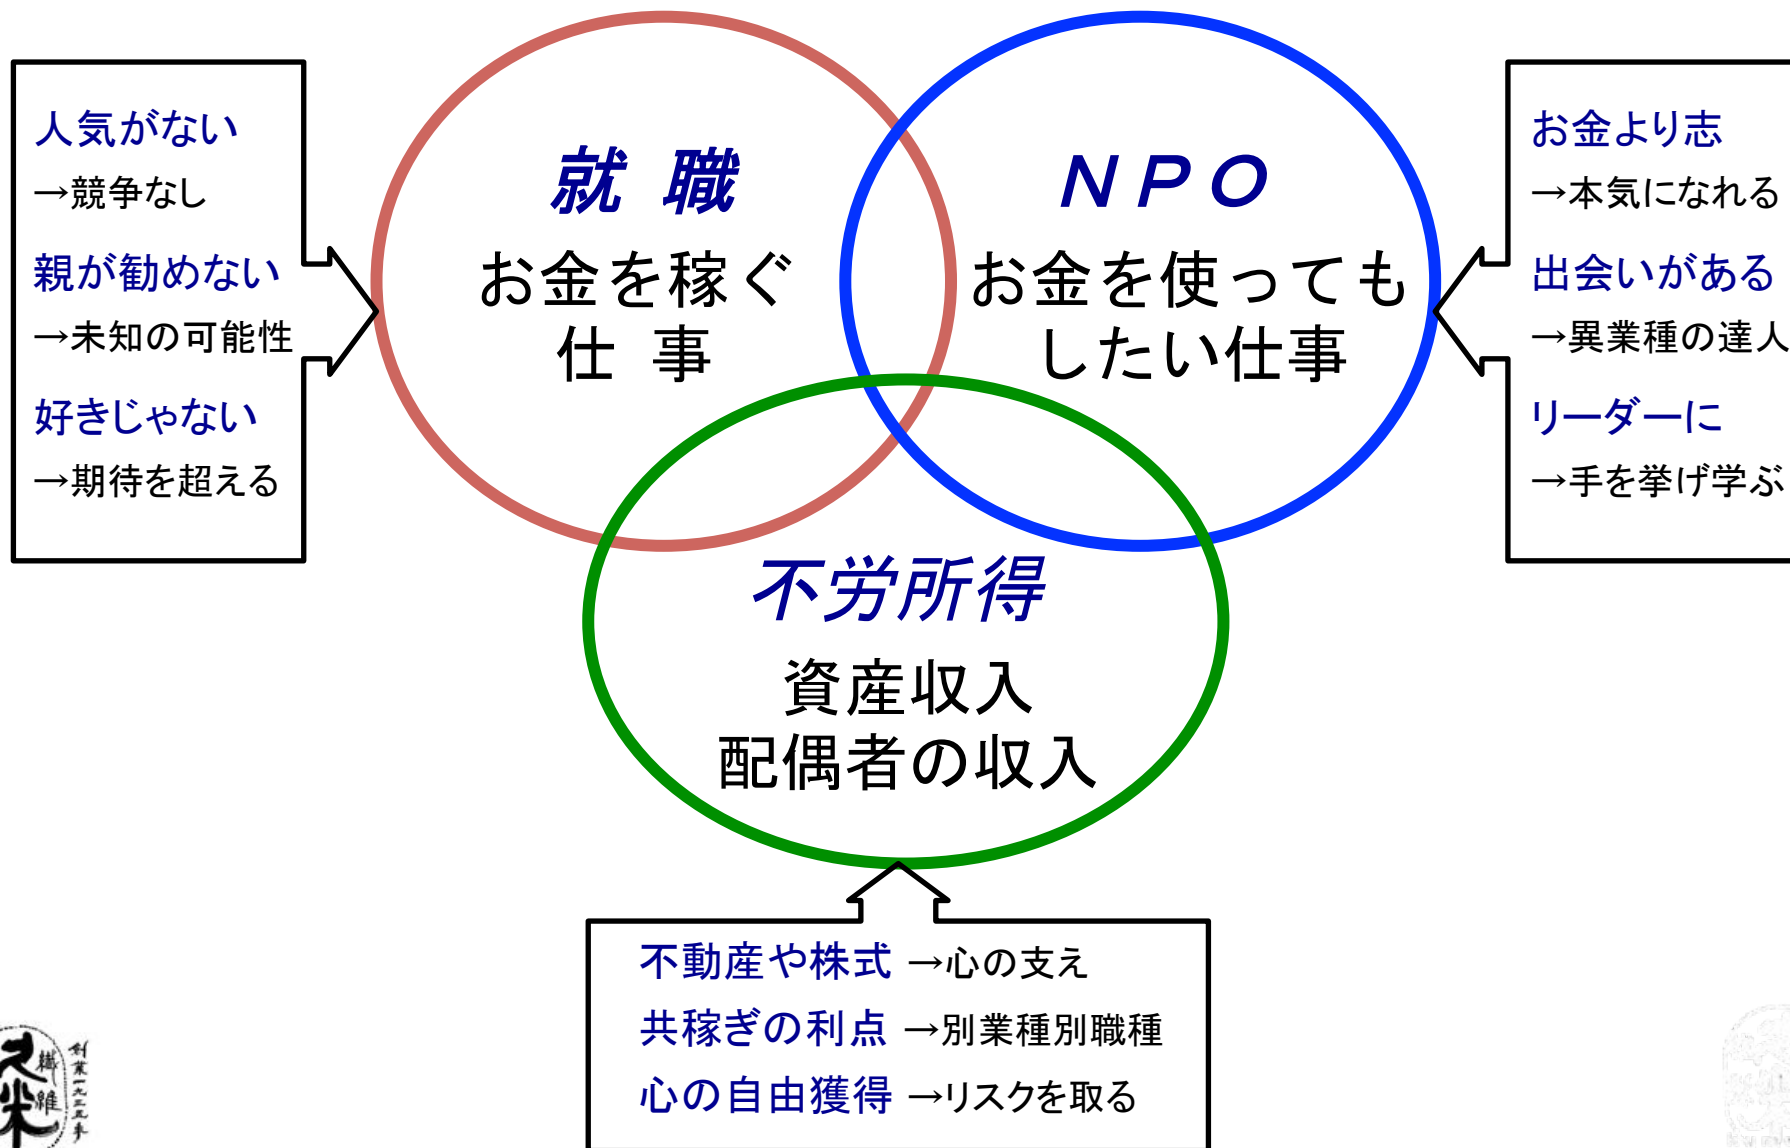 人気がない
→競争なし
親が勧めない
→未知の可能性
好きじゃない
→期待を超える
就 職
お金を稼ぐ
仕 事
ＮＰＯ
お金を使っても
したい仕事
お金より志
→本気になれる
出会いがある
→異業種の達人
リーダーに
→手を挙げ学ぶ
不労所得
資産収入
配偶者の収入
不動産や株式 →心の支え
共稼ぎの利点 →別業種別職種
心の自由獲得 →リスクを取る
久米
繊維